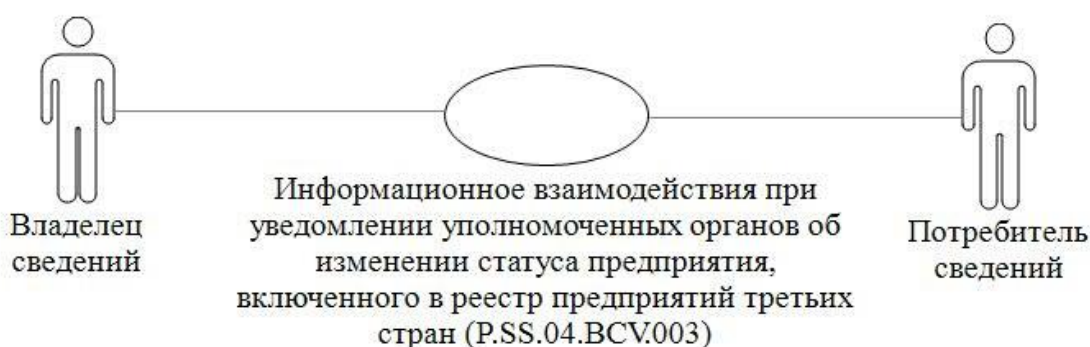 Владелец
сведений
Информационное взаимодействия при
уведомлении уполномоченных органов об
изменении статуса предприятия,
включенного в реестр предприятий третьих
стран (P.SS.04.BCV.003)
Потребитель
сведений